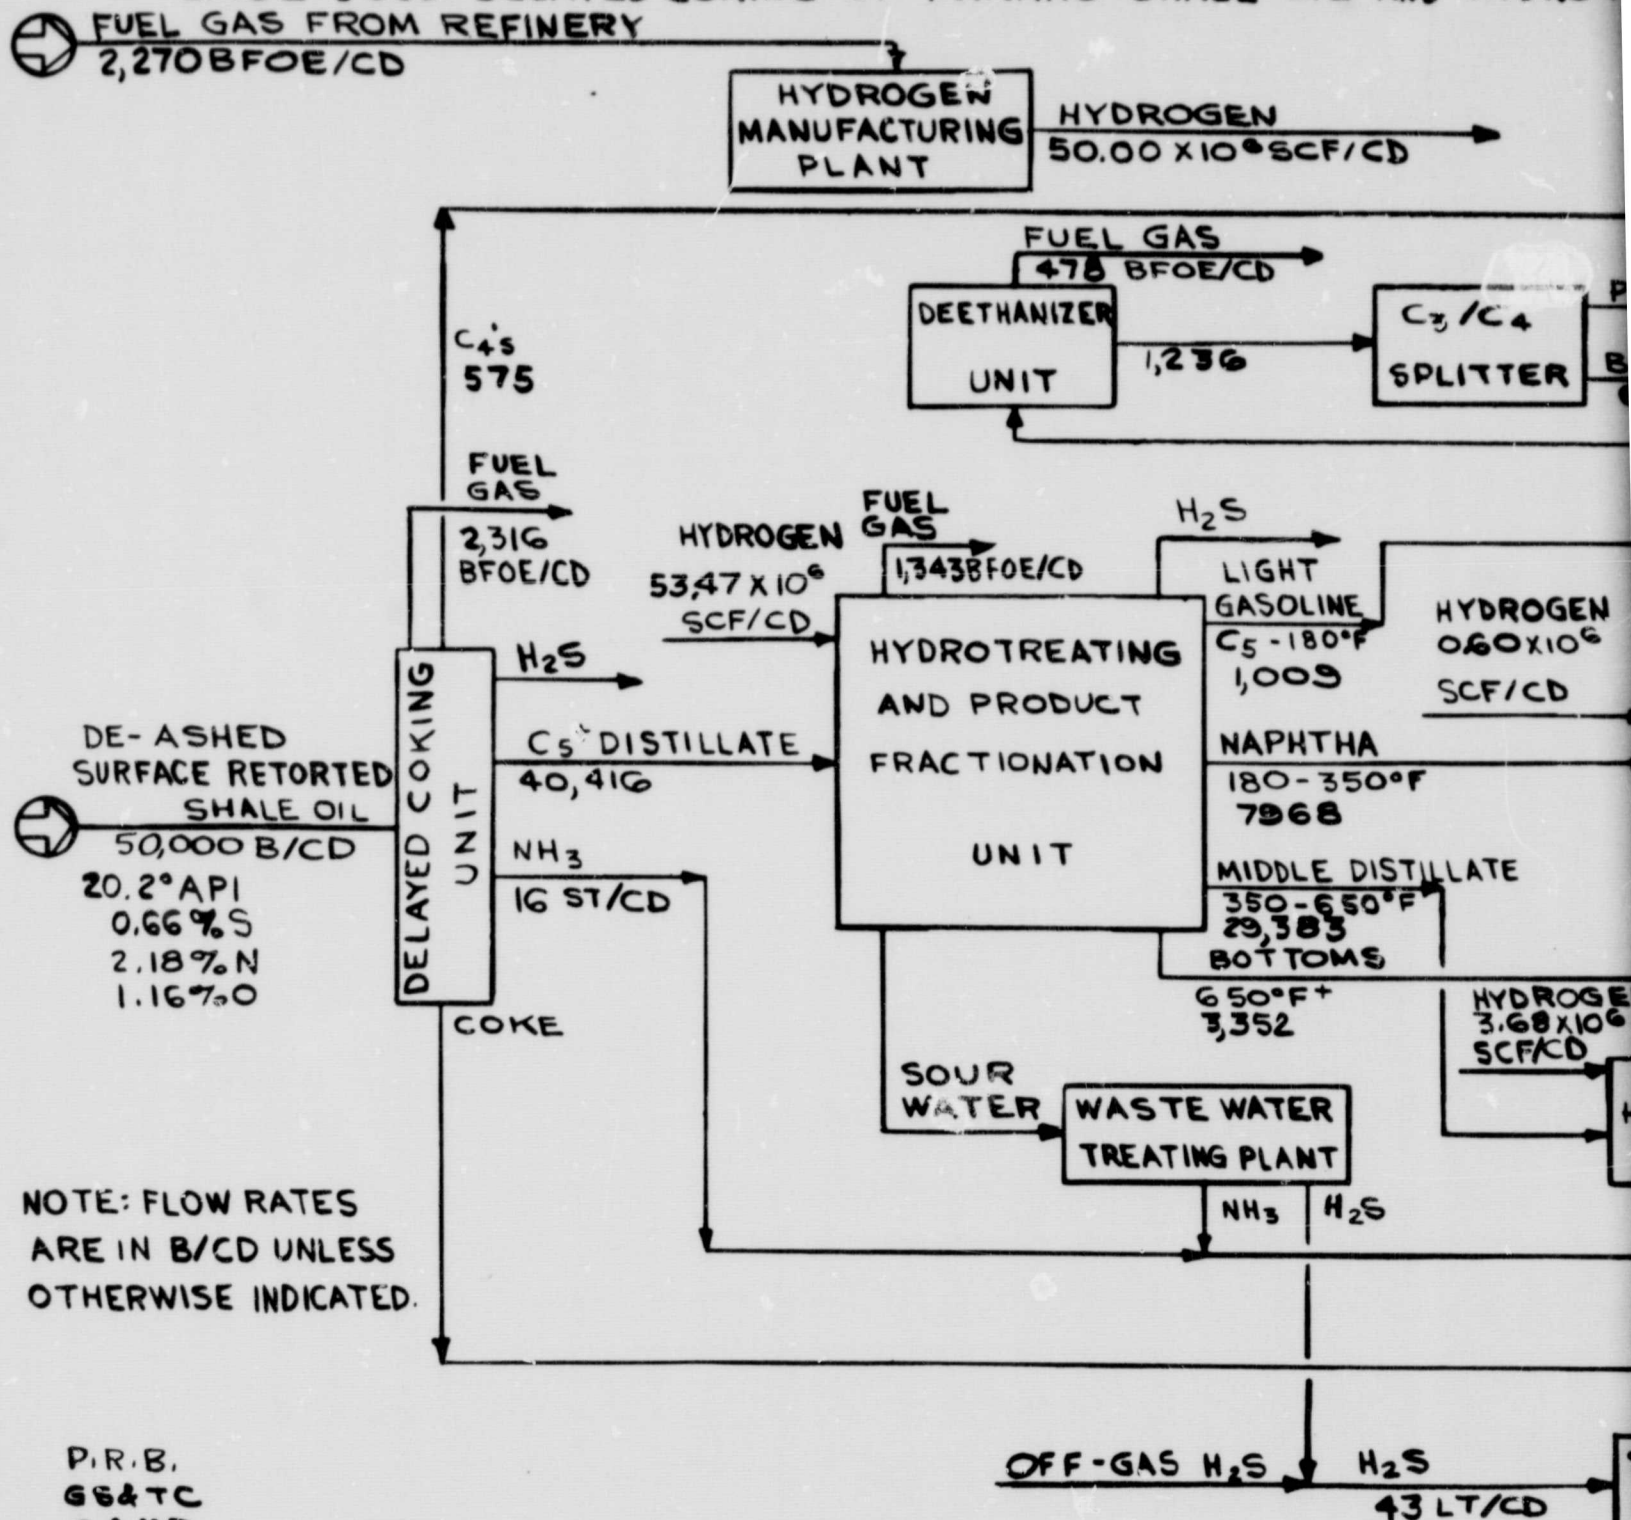 FUEL GAS FROM REFINERY
2,270 BFOE/CD
HYDROGEN
MANUFACTURING
PLANT
HYDROGEN
50.00 X10⁶ SCF/CD
FUEL GAS
478 BFOE/CD
DEETHANIZER
UNIT
1,236
C₃/C₄
SPLITTER
C₄'s
575
FUEL
GAS
2,316
BFOE/CD
HYDROGEN
53.47 X 10⁶
SCF/CD
FUEL
GAS
1,343 BFOE/CD
H₂S
LIGHT
GASOLINE
C₅ - 180°F
1,009
HYDROGEN
0.60X10⁶
SCF/CD
HYDROTREATING
AND PRODUCT
FRACTIONATION
UNIT
H₂S
DE-ASHED
SURFACE RETORTED
SHALE OIL
50,000 B/CD
20.2° API
0.66 % S
2.18 % N
1.16 % O
DELAYED COKING
UNIT
C₅⁺ DISTILLATE
40,416
NH₃
16 ST/CD
NAPHTHA
180-350°F
7968
MIDDLE DISTILLATE
350-650°F
29,383
BOTTOMS
650°F+
3,352
3.68X10⁶
SCF/CD
COKE
SOUR
WATER
WASTE WATER
TREATING PLANT
NH₃
H₂S
NOTE: FLOW RATES
ARE IN B/CD UNLESS
OTHERWISE INDICATED.
OFF-GAS H₂S
H₂S
43 LT/CD
P.R.B.
GS&TC